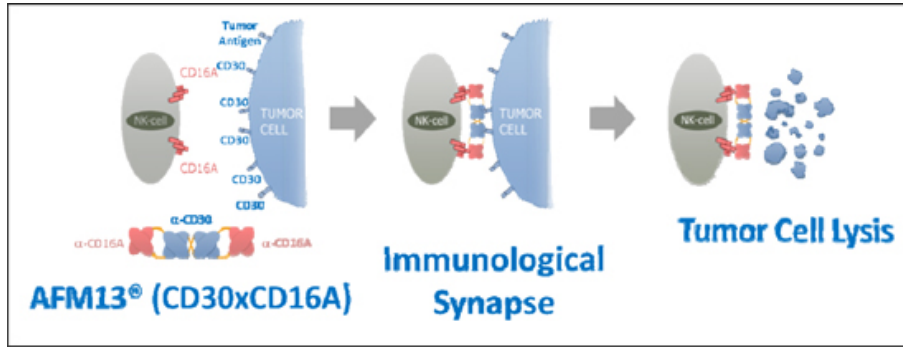 Tumor
Antigen
CD16A
CD30
CD30
NK-cell
TUMOR
CELL
CD30
CD16A
CD30
CD30
α-CD30
α-CD16A
α-CD16A
AFM13® (CD30xCD16A)
NK-cell
TUMOR
CELL
Immunological
Synapse
NK-cell
Tumor Cell Lysis